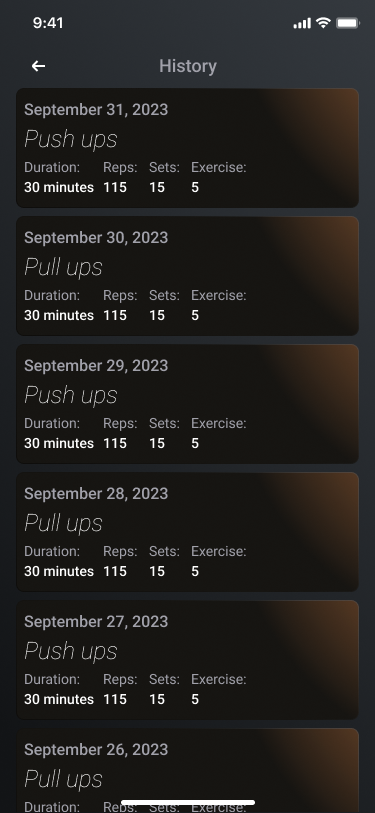 9:41
History
September 31, 2023
Push ups
Duration: Reps: Sets: Exercise:
30 minutes 115 15 5
September 30, 2023
Pull ups
Duration: Reps: Sets: Exercise:
30 minutes 115 15 5
September 29, 2023
Push ups
Duration: Reps: Sets: Exercise:
30 minutes 115 15 5
September 28, 2023
Pull ups
Duration: Reps: Sets: Exercise:
30 minutes 115 15 5
September 27, 2023
Push ups
Duration: Reps: Sets: Exercise:
30 minutes 115 15 5
September 26, 2023
Pull ups
Duration: Reps: Sets: Exercise: